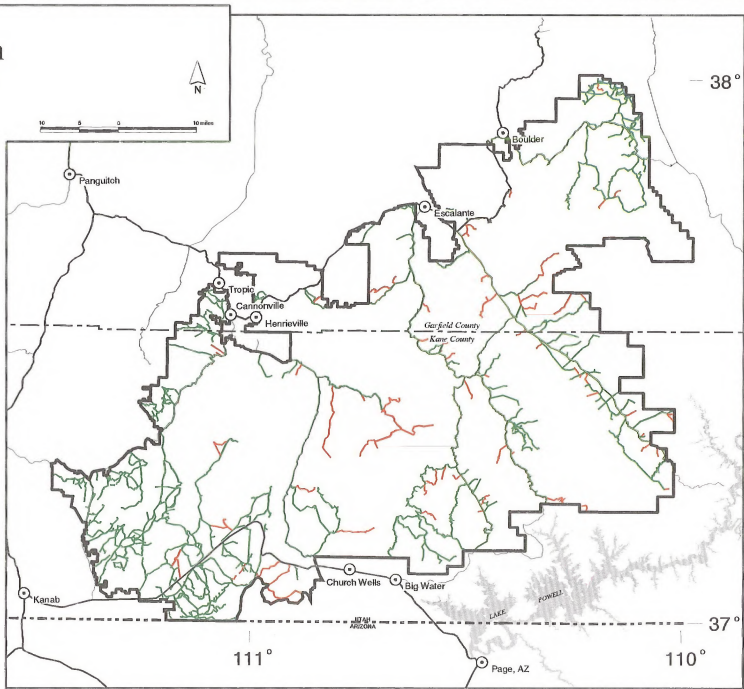 n
N
10 5 0 10 miles
38°
Boulder
Panguitch
Escalante
Tropic
Cannonville
Henrieville
Garfield County
Kane County
Church Wells
Big Water
Kanab
LAKE POWELL
UTAH
ARIZONA
37°
111°
110°
Page, AZ